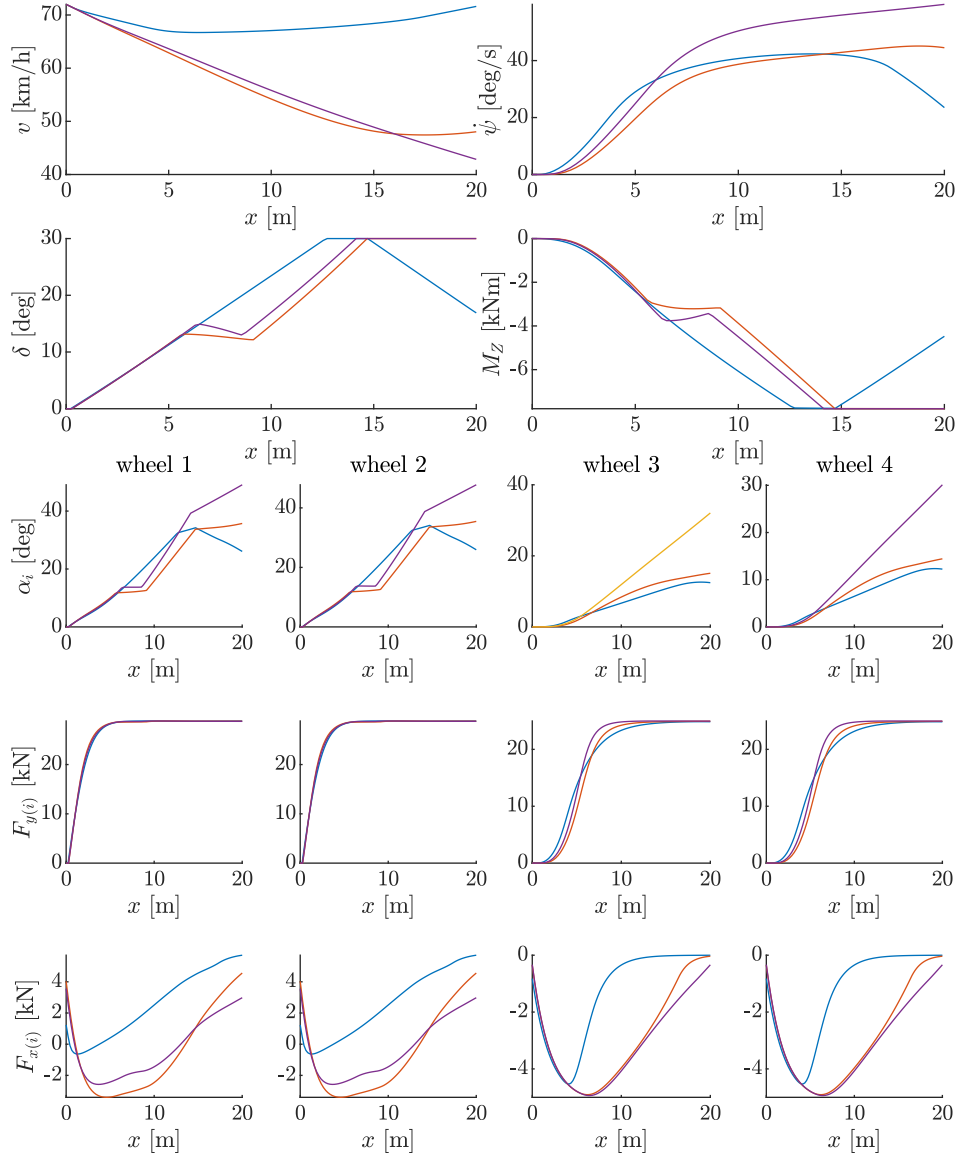 70
60
50
40
v [km/h]
0 5 10 15 20
x [m]
40
20
0
ψ̇ [deg/s]
0 5 10 15 20
x [m]
30
20
10
0
δ [deg]
0 5 10 15 20
x [m]
0
-2
-4
-6
M_Z [kNm]
0 5 10 15 20
x [m]
wheel 1
40
20
0
α_i [deg]
0 10 20
x [m]
wheel 2
40
20
0
0 10 20
x [m]
wheel 3
40
20
0
0 10 20
x [m]
wheel 4
30
20
10
0
0 10 20
x [m]
20
10
0
F_{y(i)} [kN]
0 10 20
x [m]
20
10
0
0 10 20
x [m]
20
10
0
0 10 20
x [m]
20
10
0
0 10 20
x [m]
4
2
0
-2
F_{x(i)} [kN]
0 10 20
x [m]
4
2
0
-2
0 10 20
x [m]
0
-2
-4
0 10 20
x [m]
0
-2
-4
0 10 20
x [m]